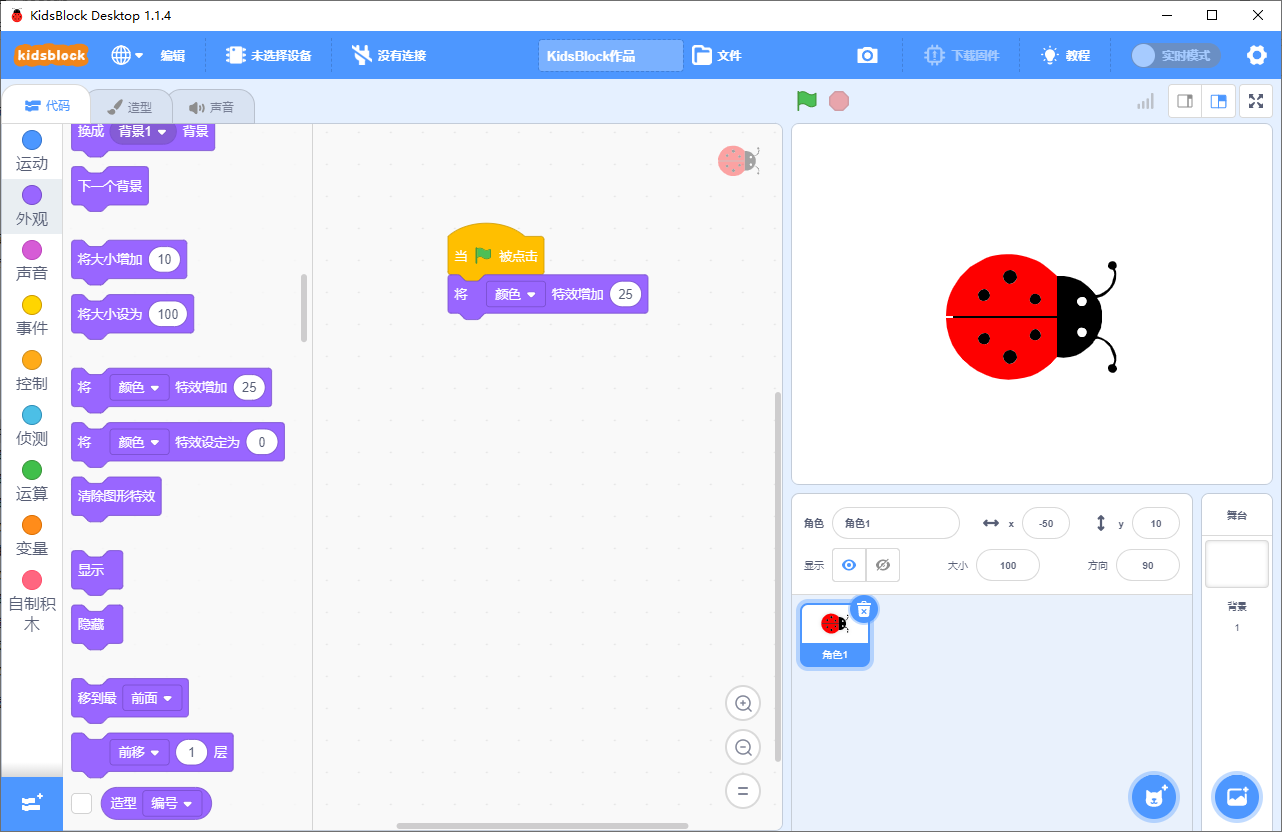 KidsBlock Desktop 1.1.4
kidsblock 编辑 未选择设备 没有连接 KidsBlock作品 文件 下载固件 教程 实时模式
代码 造型 声音
运动
外观
声音
事件
控制
侦测
运算
变量
自制积木
换成 背景1 背景
下一个背景
将大小增加 10
将大小设为 100
将 颜色 特效增加 25
将 颜色 特效设定为 0
清除图形特效
显示
隐藏
移到最 前面
前移 1 层
造型 编号
当 被点击
将 颜色 特效增加 25
角色 角色1 x -50 y 10
显示 大小 100 方向 90
角色1
舞台
背景
1